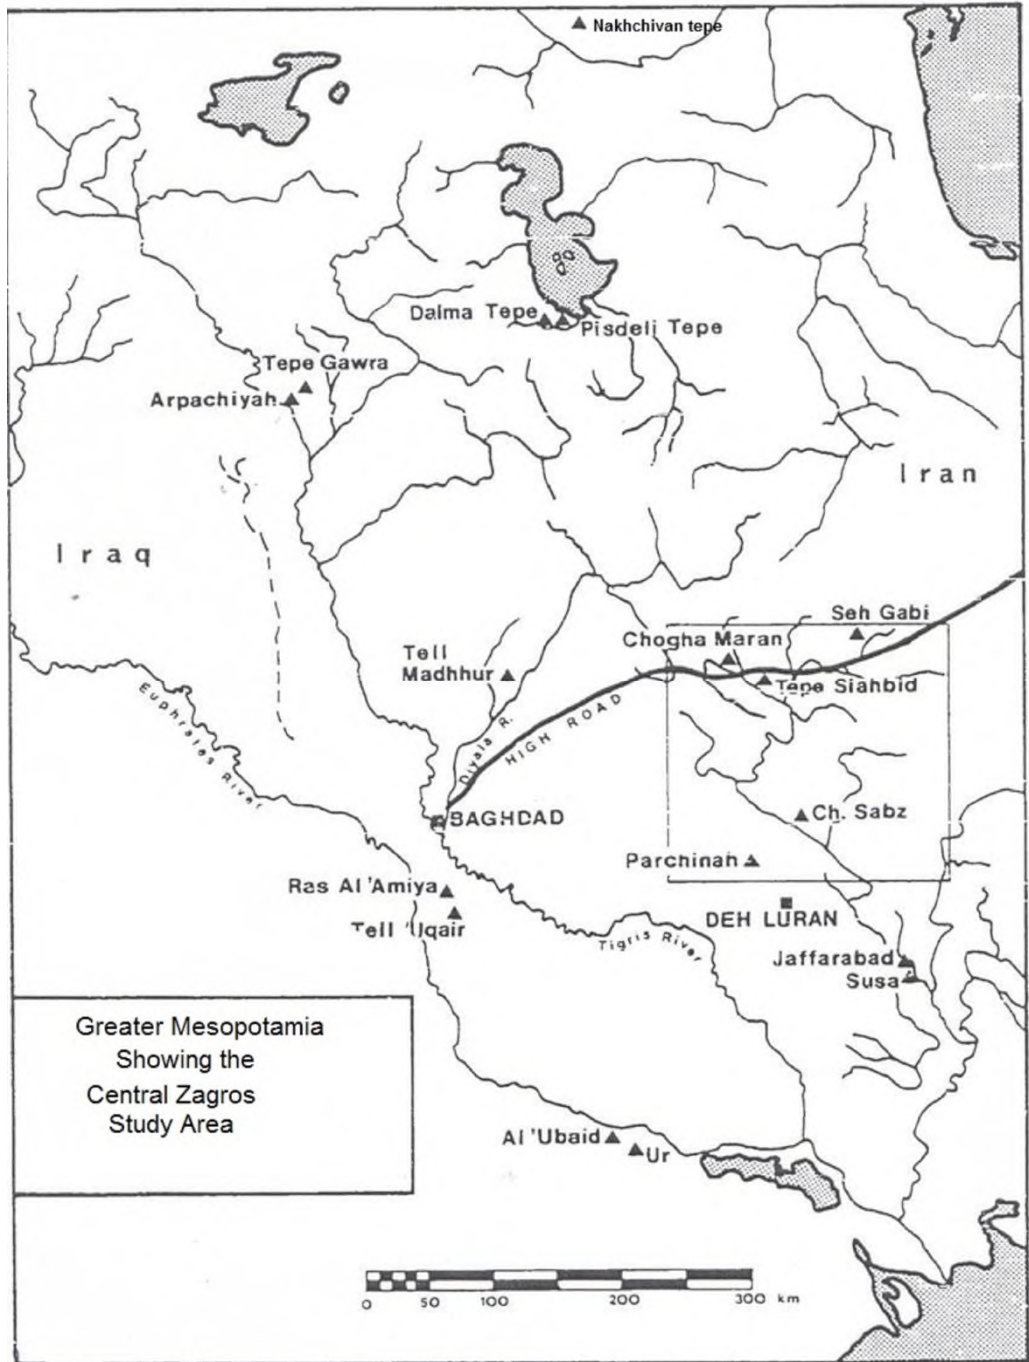 Nakhchivan tepe
Dalma Tepe
Pisdeli Tepe
Tepe Gawra
Arpachiyah
Iran
Iraq
Seh Gabi
Chogha Maran
Tell
Madhhur
Tepe Siahbid
Euphrates River
Diyala R.
HIGH ROAD
BAGHDAD
Ch. Sabz
Parchinah
Ras Al 'Amiya
DEH LURAN
Tell 'Uqair
Tigris River
Jaffarabad
Susa
Greater Mesopotamia
Showing the
Central Zagros
Study Area
Al 'Ubaid
Ur
0 50 100 200 300 km